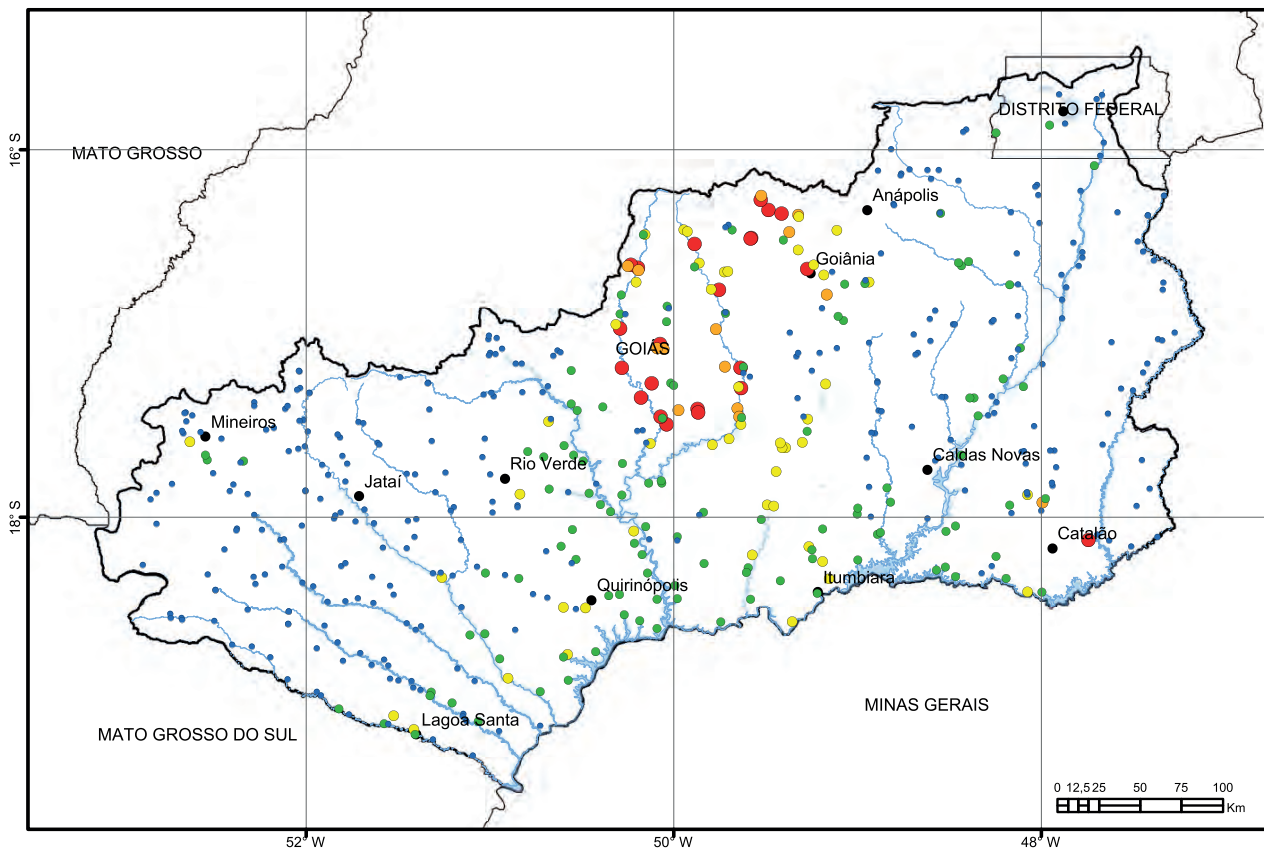 DISTRITO FEDERAL
16° S
MATO GROSSO
Anápolis
Goiânia
GOIÁS
Mineiros
Rio Verde
Caldas Novas
Jataí
18° S
Catalão
Quirinópolis
Itumbiara
MINAS GERAIS
Lagoa Santa
MATO GROSSO DO SUL
0 12,5 25 50 75 100
Km
52° W 50° W 48° W